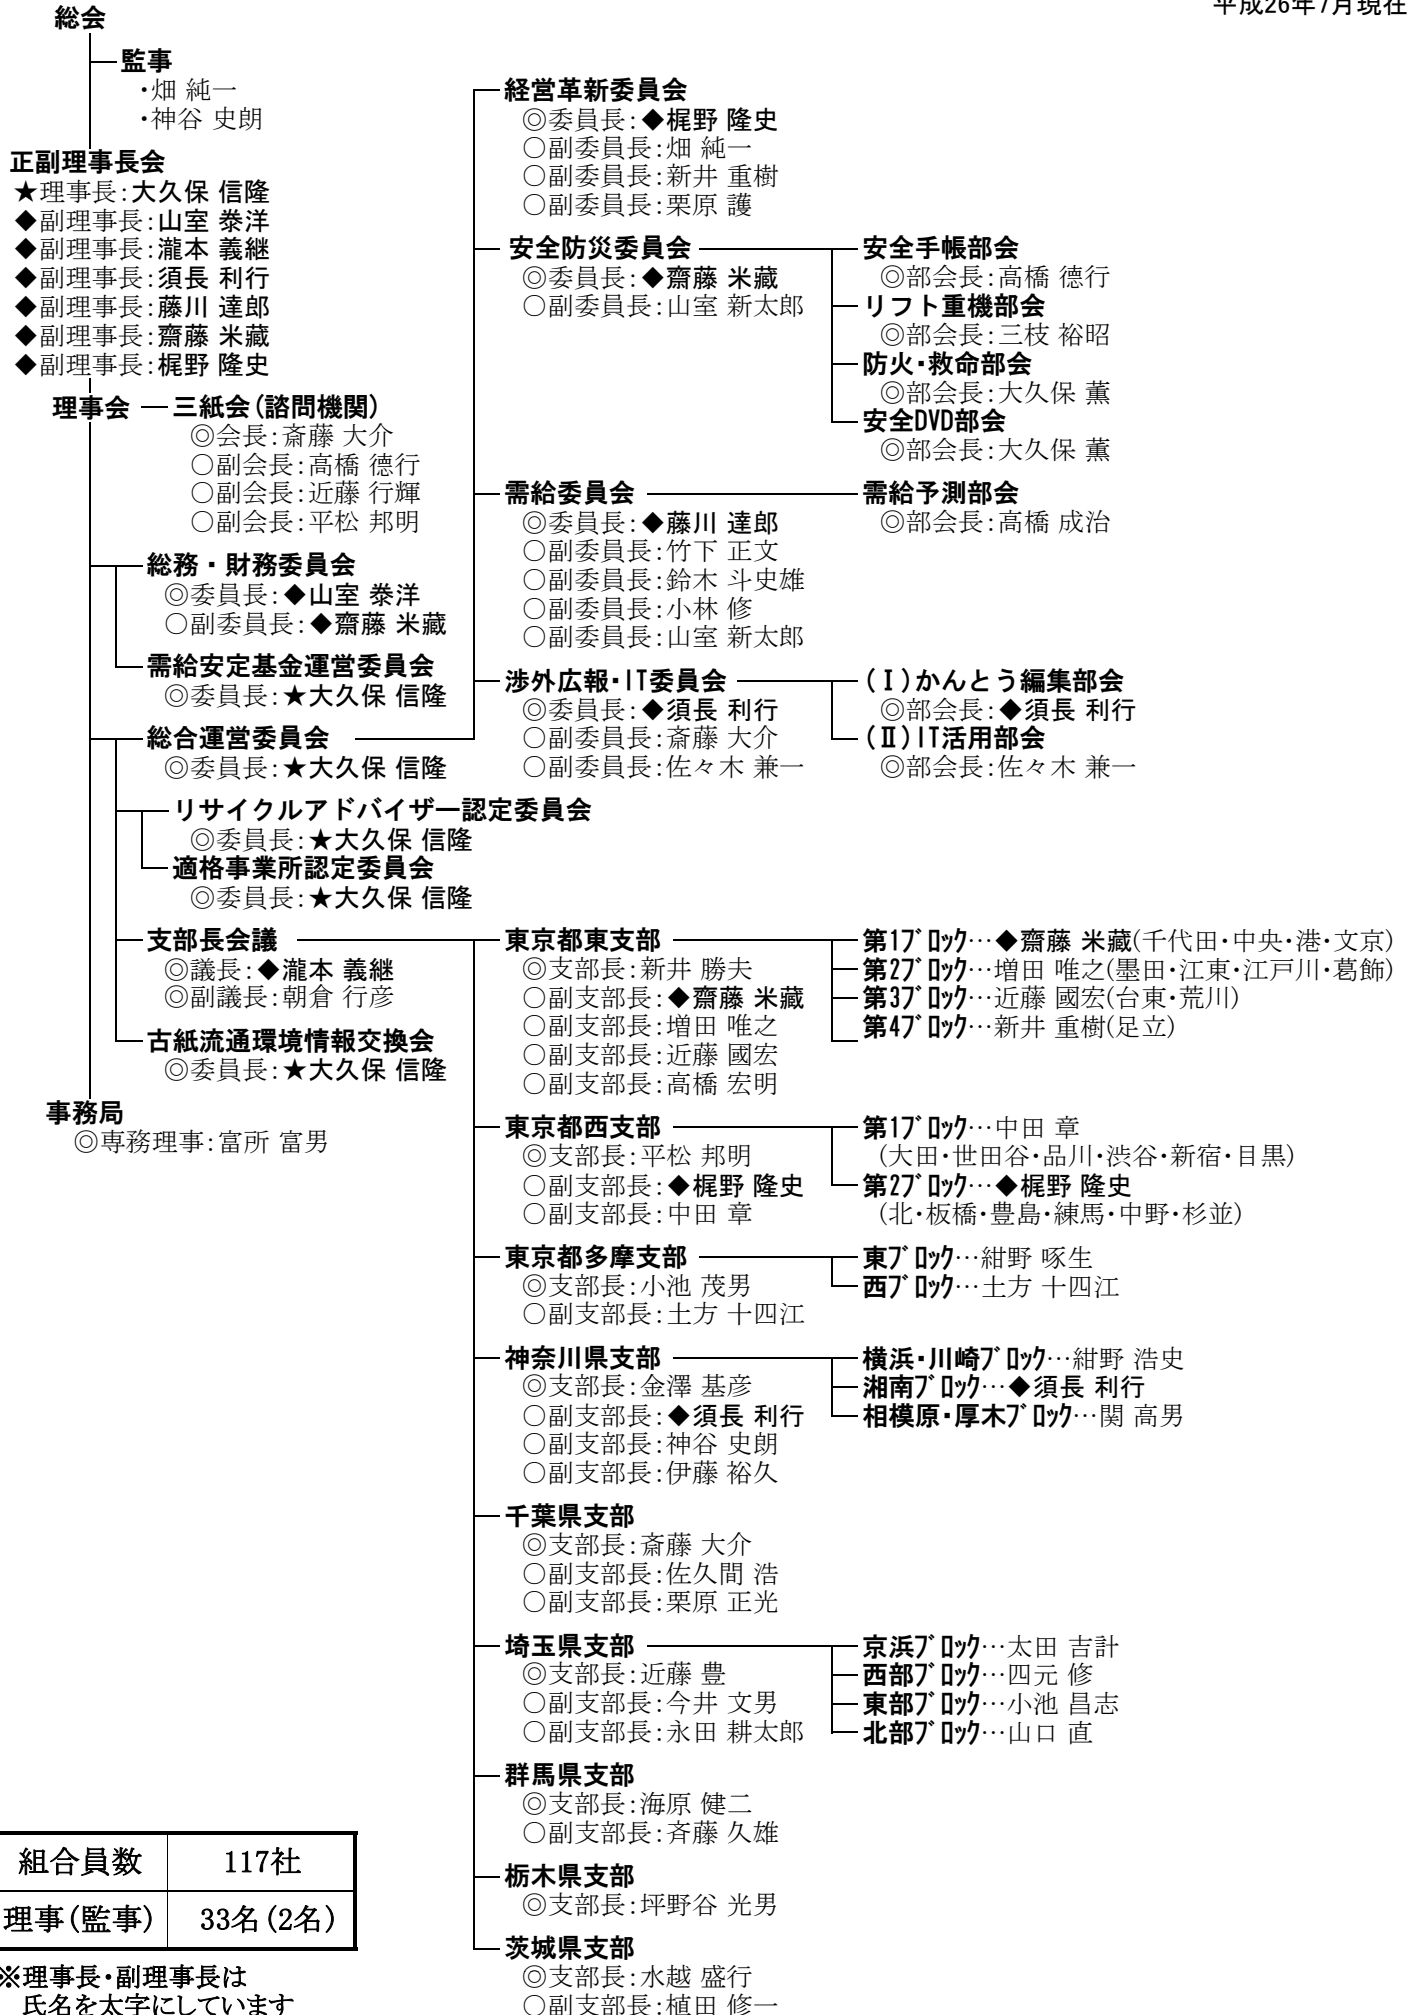 平成26年7月現在
総会
監事
・畑 純一
・神谷 史朗
正副理事長会
★理事長：大久保 信隆
◆副理事長：山室 泰洋
◆副理事長：瀧本 義継
◆副理事長：須長 利行
◆副理事長：藤川 達郎
◆副理事長：齋藤 米藏
◆副理事長：梶野 隆史
理事会
三紙会（諮問機関）
◎会長：斎藤 大介
○副会長：高橋 德行
○副会長：近藤 行輝
○副会長：平松 邦明
総務・財務委員会
◎委員長：◆山室 泰洋
○副委員長：◆齋藤 米藏
需給安定基金運営委員会
◎委員長：★大久保 信隆
総合運営委員会
◎委員長：★大久保 信隆
リサイクルアドバイザー認定委員会
◎委員長：★大久保 信隆
適格事業所認定委員会
◎委員長：★大久保 信隆
支部長会議
◎議長：◆瀧本 義継
◎副議長：朝倉 行彦
古紙流通環境情報交換会
◎委員長：★大久保 信隆
事務局
◎専務理事：富所 富男
経営革新委員会
◎委員長：◆梶野 隆史
○副委員長：畑 純一
○副委員長：新井 重樹
○副委員長：栗原 護
安全防災委員会
◎委員長：◆齋藤 米藏
○副委員長：山室 新太郎
安全手帳部会
◎部会長：高橋 德行
リフト重機部会
◎部会長：三枝 裕昭
防火・救命部会
◎部会長：大久保 薫
安全DVD部会
◎部会長：大久保 薫
需給委員会
◎委員長：◆藤川 達郎
○副委員長：竹下 正文
○副委員長：鈴木 斗史雄
○副委員長：小林 修
○副委員長：山室 新太郎
需給予測部会
◎部会長：高橋 成治
渉外広報・IT委員会
◎委員長：◆須長 利行
○副委員長：斎藤 大介
○副委員長：佐々木 兼一
（Ⅰ）かんとう編集部会
◎部会長：◆須長 利行
（Ⅱ）IT活用部会
◎部会長：佐々木 兼一
東京都東支部
◎支部長：新井 勝夫
○副支部長：◆齋藤 米藏
○副支部長：増田 唯之
○副支部長：近藤 國宏
○副支部長：高橋 宏明
第1ブロック…◆齋藤 米藏(千代田・中央・港・文京)
第2ブロック…増田 唯之(墨田・江東・江戸川・葛飾)
第3ブロック…近藤 國宏(台東・荒川)
第4ブロック…新井 重樹(足立)
東京都西支部
◎支部長：平松 邦明
○副支部長：◆梶野 隆史
○副支部長：中田 章
第1ブロック…中田 章
(大田・世田谷・品川・渋谷・新宿・目黒)
第2ブロック…◆梶野 隆史
(北・板橋・豊島・練馬・中野・杉並)
東京都多摩支部
◎支部長：小池 茂男
○副支部長：土方 十四江
東ブロック…紺野 啄生
西ブロック…土方 十四江
神奈川県支部
◎支部長：金澤 基彦
○副支部長：◆須長 利行
○副支部長：神谷 史朗
○副支部長：伊藤 裕久
横浜・川崎ブロック…紺野 浩史
湘南ブロック…◆須長 利行
相模原・厚木ブロック…関 高男
千葉県支部
◎支部長：斎藤 大介
○副支部長：佐久間 浩
○副支部長：栗原 正光
埼玉県支部
◎支部長：近藤 豊
○副支部長：今井 文男
○副支部長：永田 耕太郎
京浜ブロック…太田 吉計
西部ブロック…四元 修
東部ブロック…小池 昌志
北部ブロック…山口 直
群馬県支部
◎支部長：海原 健二
○副支部長：斉藤 久雄
栃木県支部
◎支部長：坪野谷 光男
茨城県支部
◎支部長：水越 盛行
○副支部長：植田 修一
組合員数 117社
理事（監事） 33名（2名）
※理事長・副理事長は
氏名を太字にしています